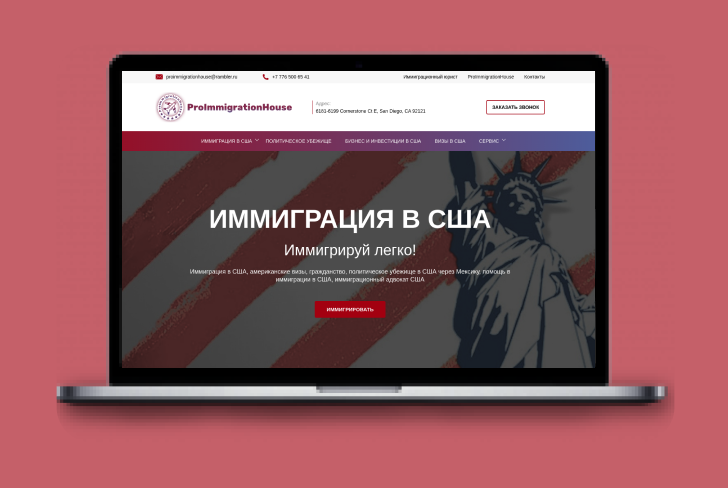 proimmigrationhouse@rambler.ru +7 776 500 65 41 Иммиграционный юрист ProImmigrationHouse Контакты
ProImmigrationHouse
Адрес:
6161-6199 Cornerstone Ct E, San Diego, CA 92121
ЗАКАЗАТЬ ЗВОНОК
ИММИГРАЦИЯ В США ПОЛИТИЧЕСКОЕ УБЕЖИЩЕ БИЗНЕС И ИНВЕСТИЦИИ В США ВИЗЫ В США СЕРВИС
ИММИГРАЦИЯ В США
Иммигрируй легко!
Иммиграция в США, американские визы, гражданство, политическое убежище в США через Мексику, помощь в
иммиграции в США, иммиграционный адвокат США
ИММИГРИРОВАТЬ